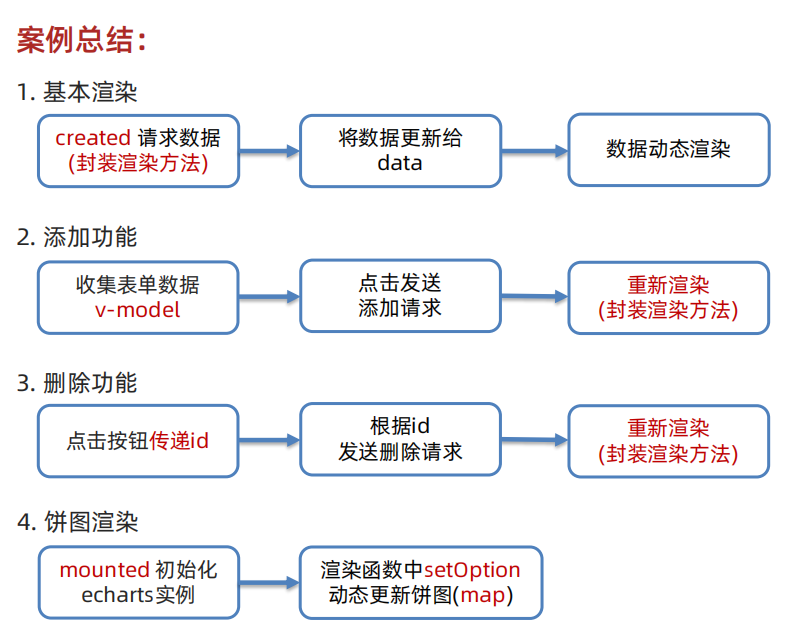 案例总结：
1. 基本渲染
created 请求数据
(封装渲染方法)
将数据更新给
data
数据动态渲染
2. 添加功能
收集表单数据
v-model
点击发送
添加请求
重新渲染
(封装渲染方法)
3. 删除功能
点击按钮传递id
根据id
发送删除请求
重新渲染
(封装渲染方法)
4. 饼图渲染
mounted 初始化
echarts实例
渲染函数中setOption
动态更新饼图(map)